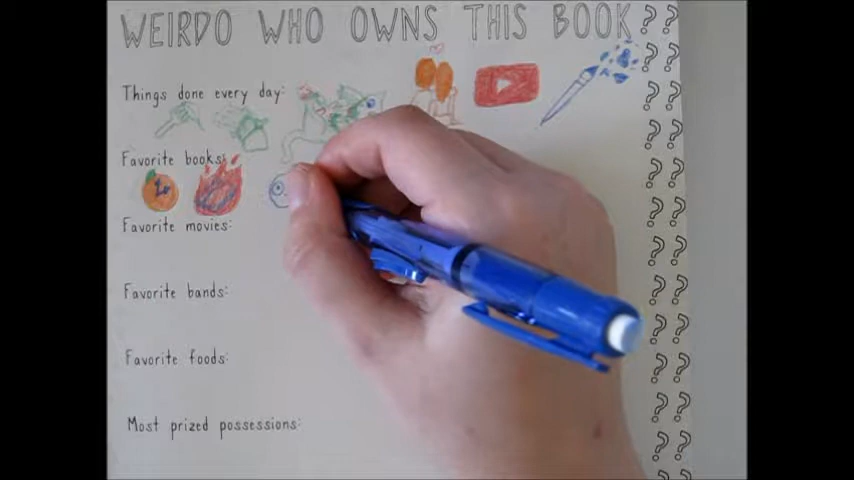 WEIRDO WHO OWNS THIS BOOK ??
Things done every day:
Favorite books:
Favorite movies:
Favorite bands:
Favorite foods:
Most prized possessions: